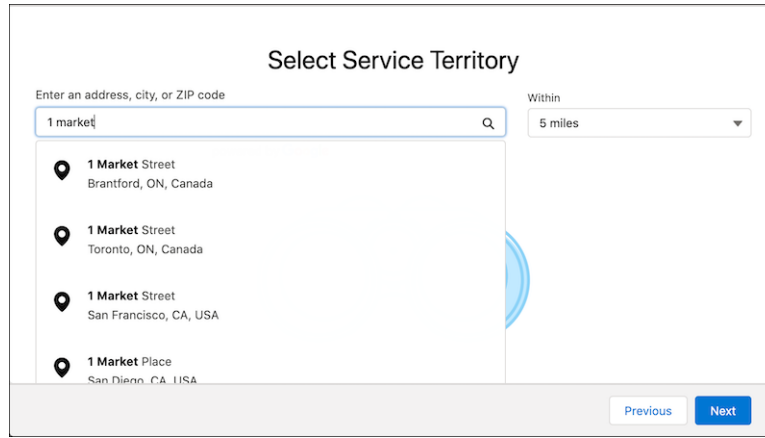 Select Service Territory
Enter an address, city, or ZIP code
Within
1 market
5 miles
1 Market Street
Brantford, ON, Canada
1 Market Street
Toronto, ON, Canada
1 Market Street
San Francisco, CA, USA
1 Market Place
San Diego, CA, USA
Previous
Next